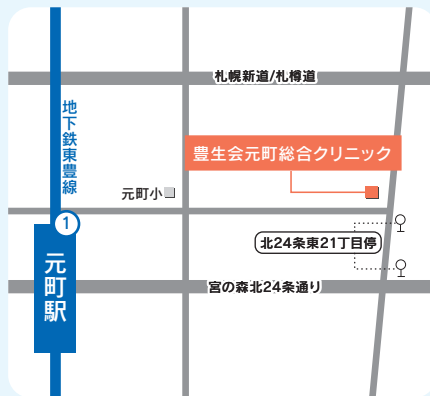 札幌新道/札樽道
地下鉄東豊線
豊生会元町総合クリニック
元町小
1
北24条東21丁目停
元町駅
宮の森北24条通り